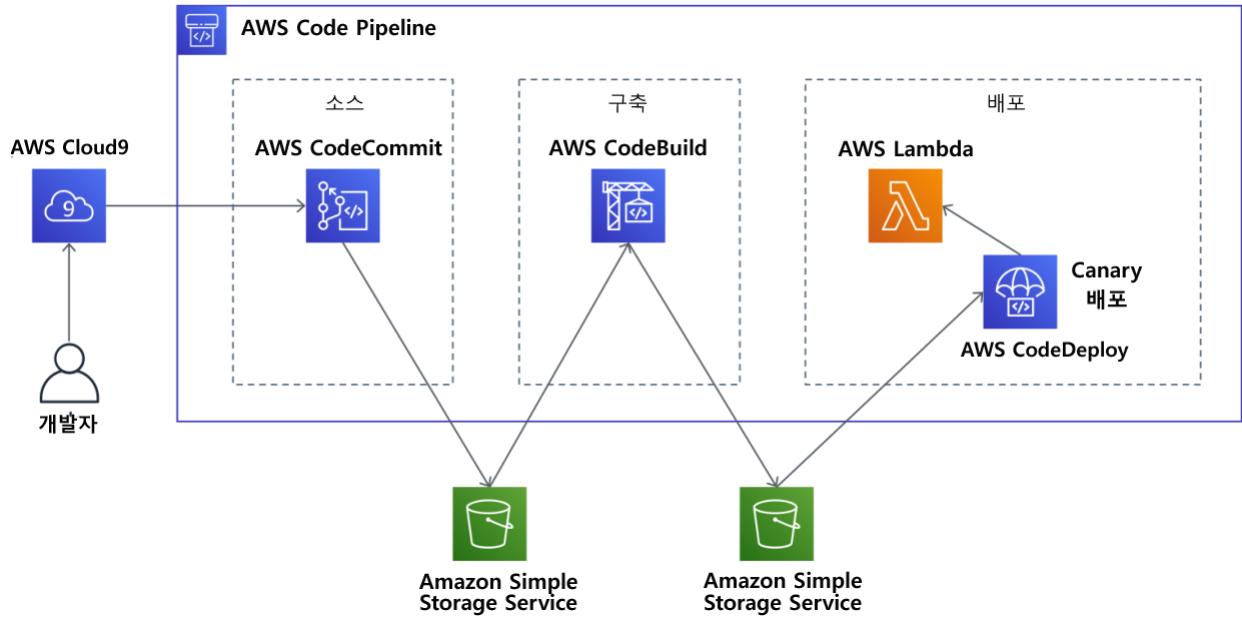 AWS Code Pipeline
소스
구축
배포
AWS Cloud9
AWS CodeCommit
AWS CodeBuild
AWS Lambda
9
Canary
배포
AWS CodeDeploy
개발자
Amazon Simple
Storage Service
Amazon Simple
Storage Service